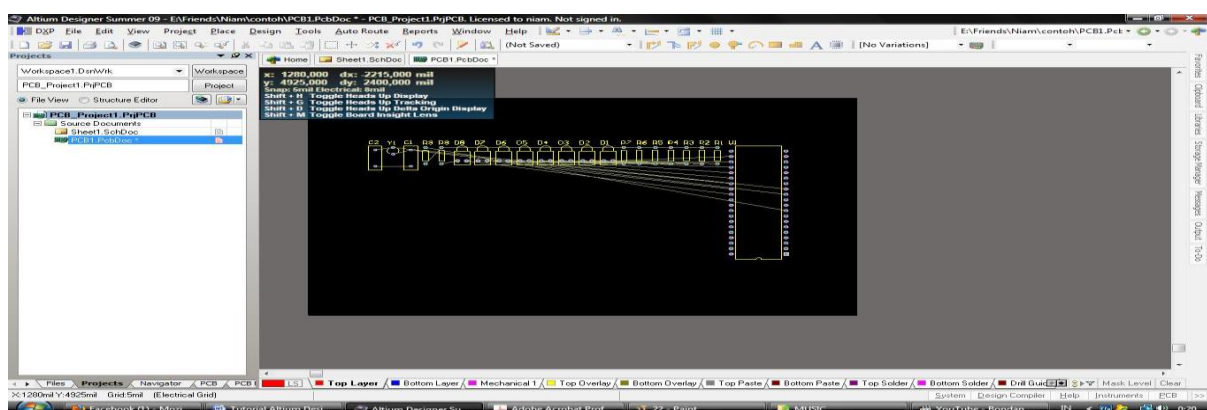 Altium Designer Summer 09 - E:\Friends\Niam\contoh\PCB1.PcbDoc * - PCB_Project1.PrjPCB. Licensed to niam. Not signed in.
DXP File Edit View Project Place Design Tools Auto Route Reports Window Help E:\Friends\Niam\contoh\PCB1.Pcb
(Not Saved) [No Variations]
Projects
Home Sheet1.SchDoc PCB1.PcbDoc *
Workspace1.DsnWrk Workspace
PCB_Project1.PrjPCB Project
File View Structure Editor
PCB_Project1.PrjPCB
Source Documents
Sheet1.SchDoc
PCB1.PcbDoc *
x: 1280,000 dx: -2215,000 mil
y: 4925,000 dy: 2400,000 mil
Snap: 5mil Electrical: 8mil
Shift + H Toggle Heads Up Display
Shift + G Toggle Heads Up Tracking
Shift + D Toggle Heads Up Delta Origin Display
Shift + M Toggle Board Insight Lens
C2 Y1 C1 D8 D7 D6 D5 D4 D3 D2 D1 R7 R6 R5 R4 R3 R2 R1
Favorites Clipboard Libraries Storage Manager Messages Output To-Do
Files Projects Navigator PCB PCB LS Top Layer Bottom Layer Mechanical 1 Top Overlay Bottom Overlay Top Paste Bottom Paste Top Solder Bottom Solder Drill Guid Mask Level Clear
X:1280mil Y:4925mil Grid:5mil (Electrical Grid) System Design Compiler Help Instruments PCB >>
Facebook (1) - Mozi... Tutorial Altium Desi... Altium Designer Su... Adobe Acrobat Prof... 22 - Paint MUSIC YouTube - Bondan ... IN 0:20